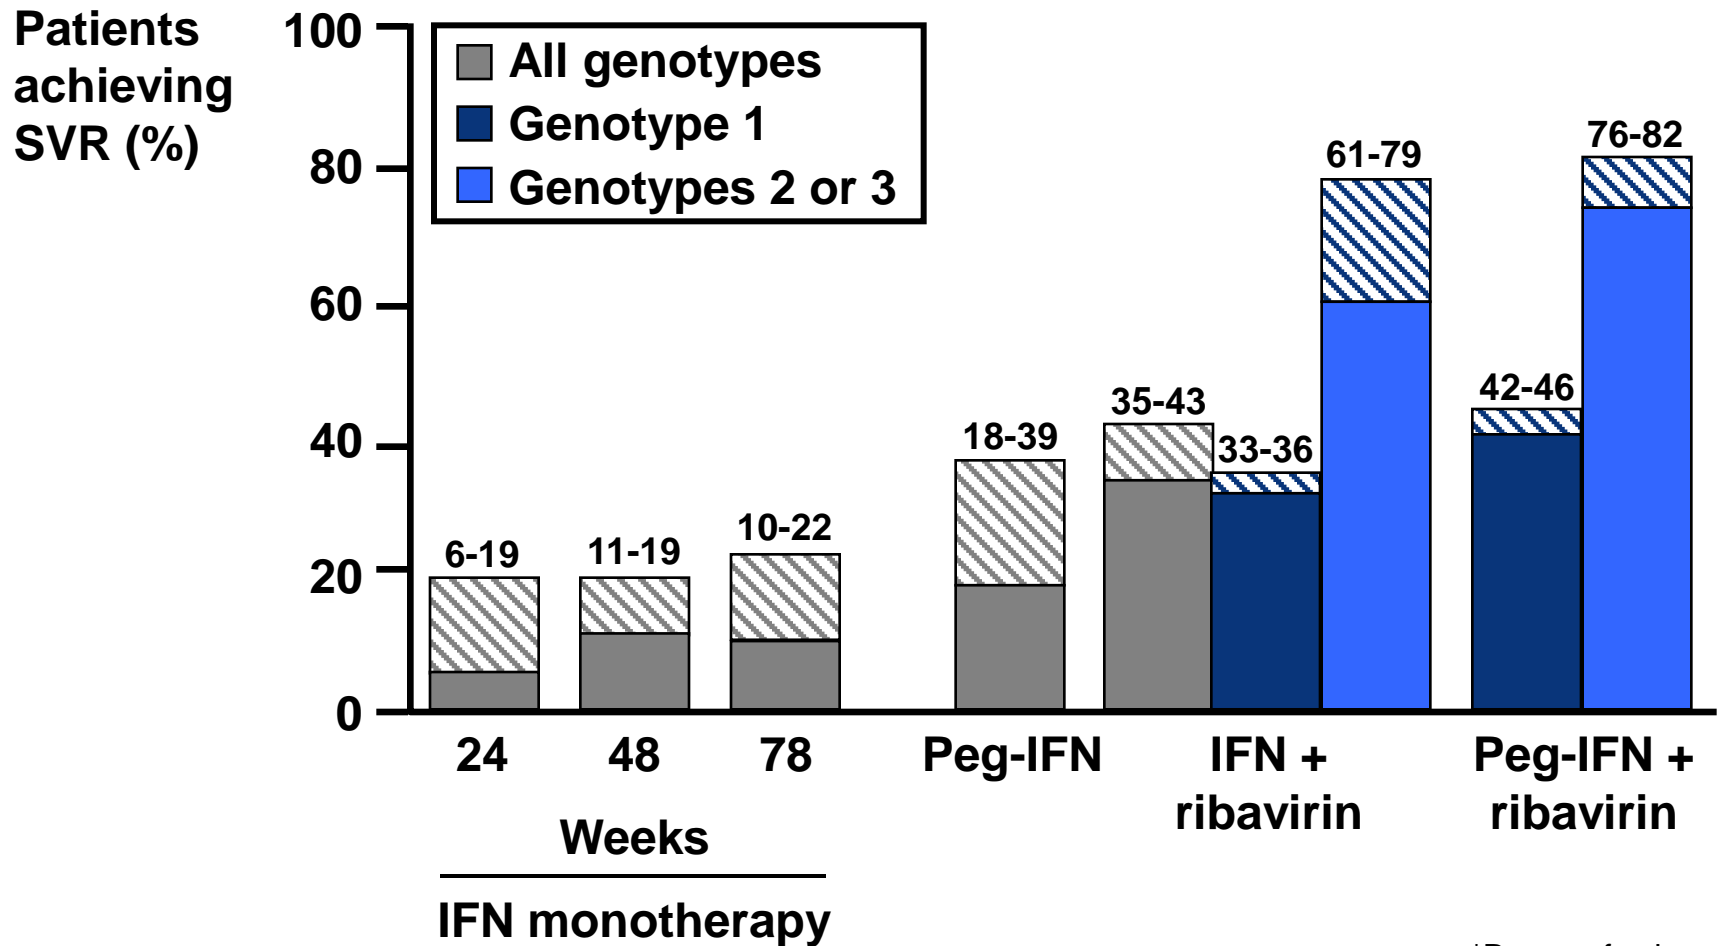 Patients
achieving
SVR (%)
100
80
60
40
20
0
All genotypes
Genotype 1
Genotypes 2 or 3
6-19
11-19
10-22
18-39
35-43
33-36
61-79
42-46
76-82
24
48
78
Peg-IFN
IFN +
ribavirin
Peg-IFN +
ribavirin
Weeks
IFN monotherapy